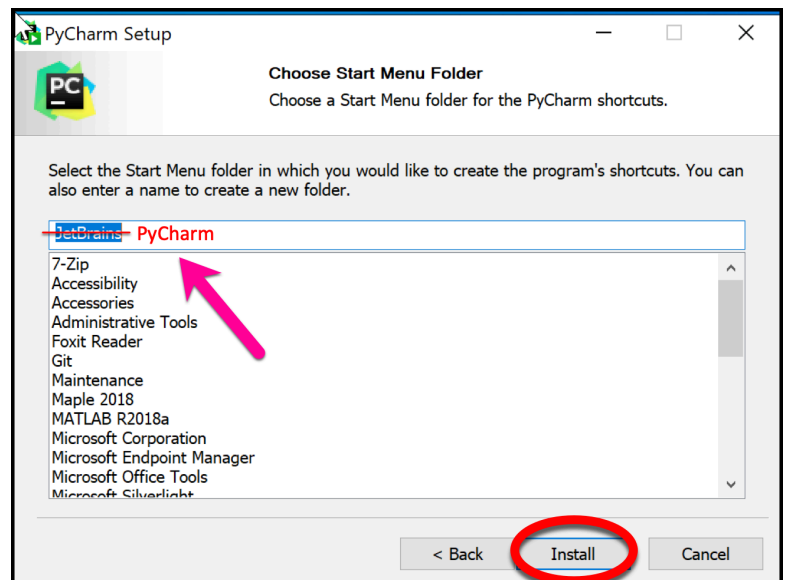 PyCharm Setup
PC
Choose Start Menu Folder
Choose a Start Menu folder for the PyCharm shortcuts.
Select the Start Menu folder in which you would like to create the program's shortcuts. You can
also enter a name to create a new folder.
JetBrains PyCharm
7-Zip
Accessibility
Accessories
Administrative Tools
Foxit Reader
Git
Maintenance
Maple 2018
MATLAB R2018a
Microsoft Corporation
Microsoft Endpoint Manager
Microsoft Office Tools
Microsoft Silverlight
< Back Install Cancel